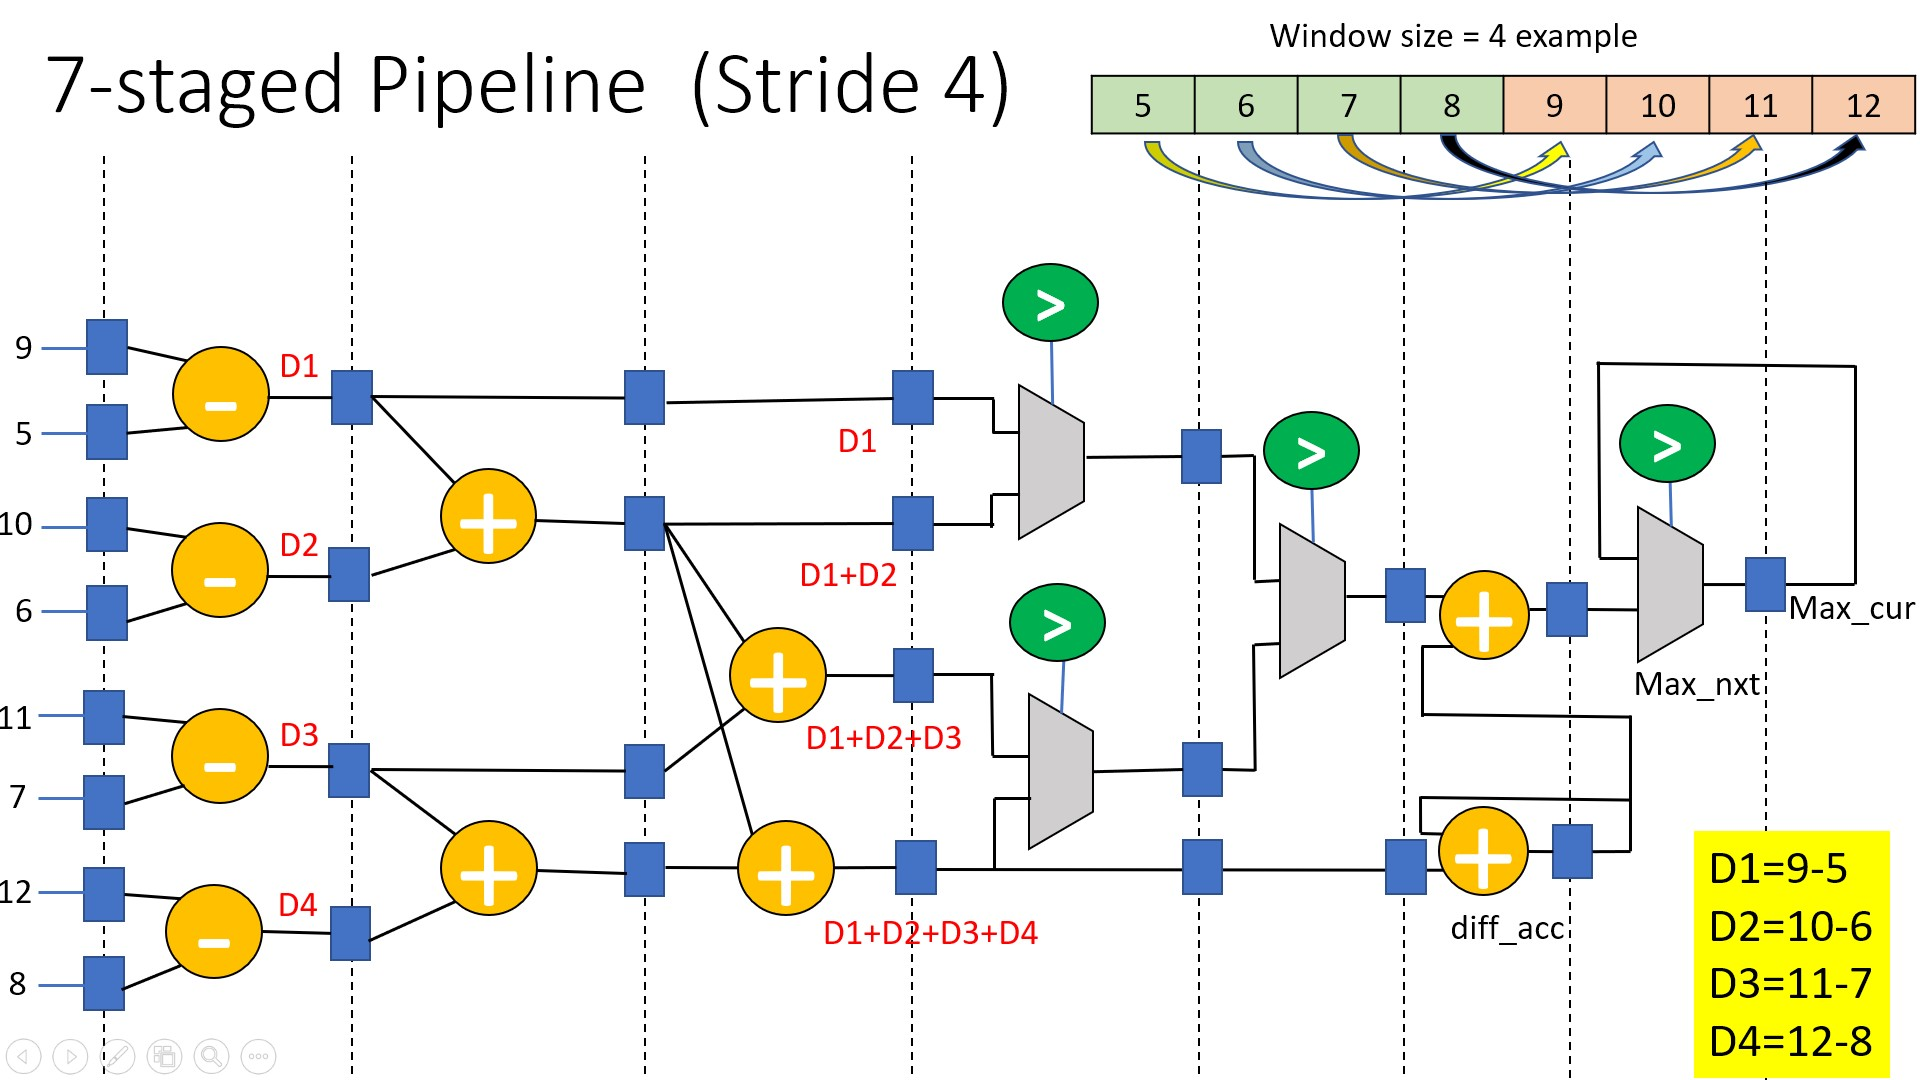 7-staged Pipeline (Stride 4)
Window size = 4 example
5 6 7 8 9 10 11 12
>
9
D1
-
5
>
D1
>
10
D2
+
-
D1+D2
6
+
Max_cur
>
11
D3
+
Max_nxt
-
D1+D2+D3
7
12
D4
+
+
+
-
D1+D2+D3+D4
diff_acc
8
D1=9-5
D2=10-6
D3=11-7
D4=12-8